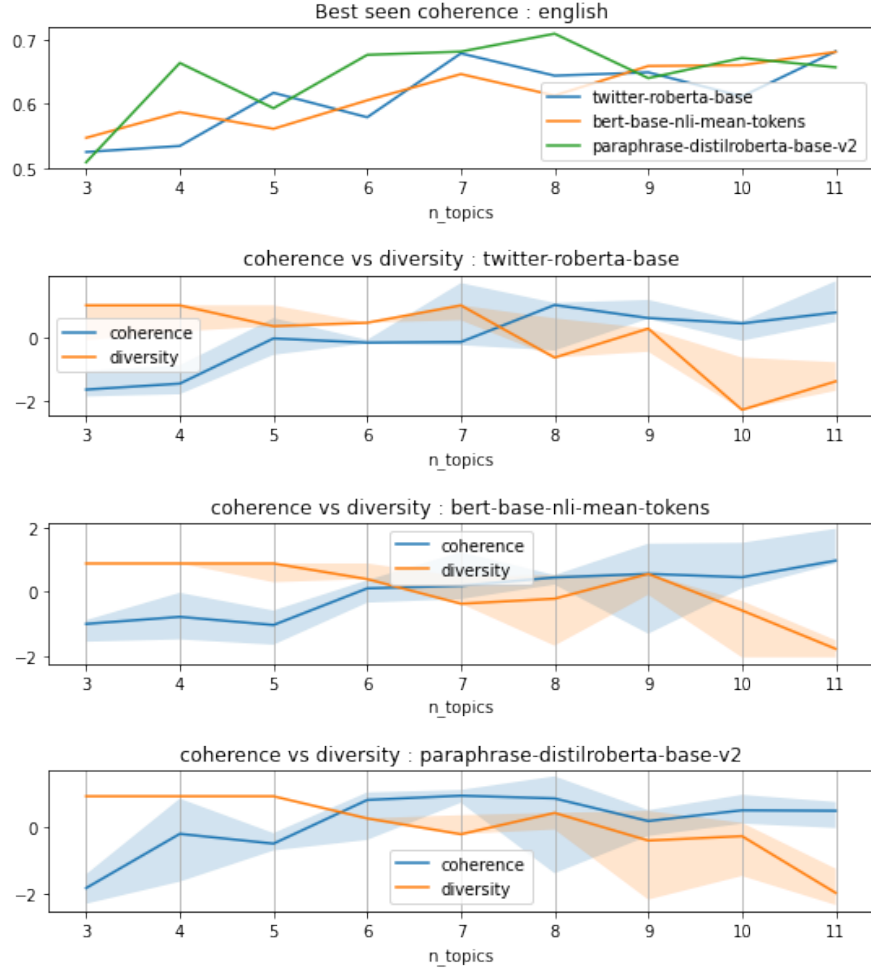 Best seen coherence : english
0.7
0.6
0.5
twitter-roberta-base
bert-base-nli-mean-tokens
paraphrase-distilroberta-base-v2
3 4 5 6 7 8 9 10 11
n_topics
coherence vs diversity : twitter-roberta-base
0
−2
coherence
diversity
3 4 5 6 7 8 9 10 11
n_topics
coherence vs diversity : bert-base-nli-mean-tokens
2
0
−2
coherence
diversity
3 4 5 6 7 8 9 10 11
n_topics
coherence vs diversity : paraphrase-distilroberta-base-v2
0
−2
coherence
diversity
3 4 5 6 7 8 9 10 11
n_topics